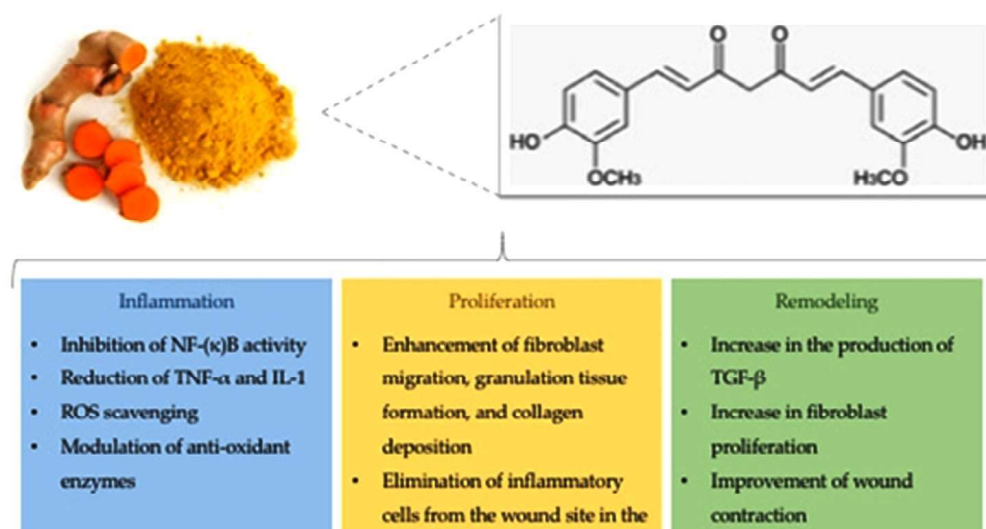 O O
HO
OCH3
H3CO
OH
Inflammation
• Inhibition of NF-(κ)B activity
• Reduction of TNF-α and IL-1
• ROS scavenging
• Modulation of anti-oxidant
enzymes
Proliferation
• Enhancement of fibroblast
migration, granulation tissue
formation, and collagen
deposition
• Elimination of inflammatory
cells from the wound site in the
Remodeling
• Increase in the production of
TGF-β
• Increase in fibroblast
proliferation
• Improvement of wound
contraction